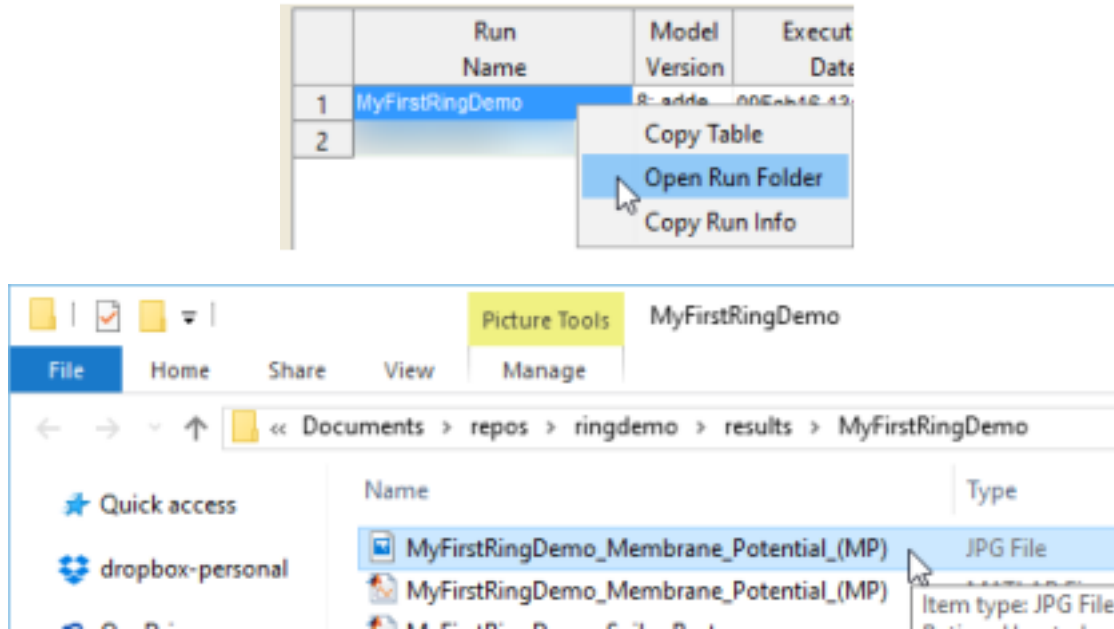 Run Model Execut
Name Version Date
1 MyFirstRingDemo 8: adde
2
Copy Table
Open Run Folder
Copy Run Info
Picture Tools MyFirstRingDemo
File Home Share View Manage
« Documents > repos > ringdemo > results > MyFirstRingDemo
Name Type
Quick access
MyFirstRingDemo_Membrane_Potential_(MP) JPG File
dropbox-personal
MyFirstRingDemo_Membrane_Potential_(MP)
Item type: JPG File